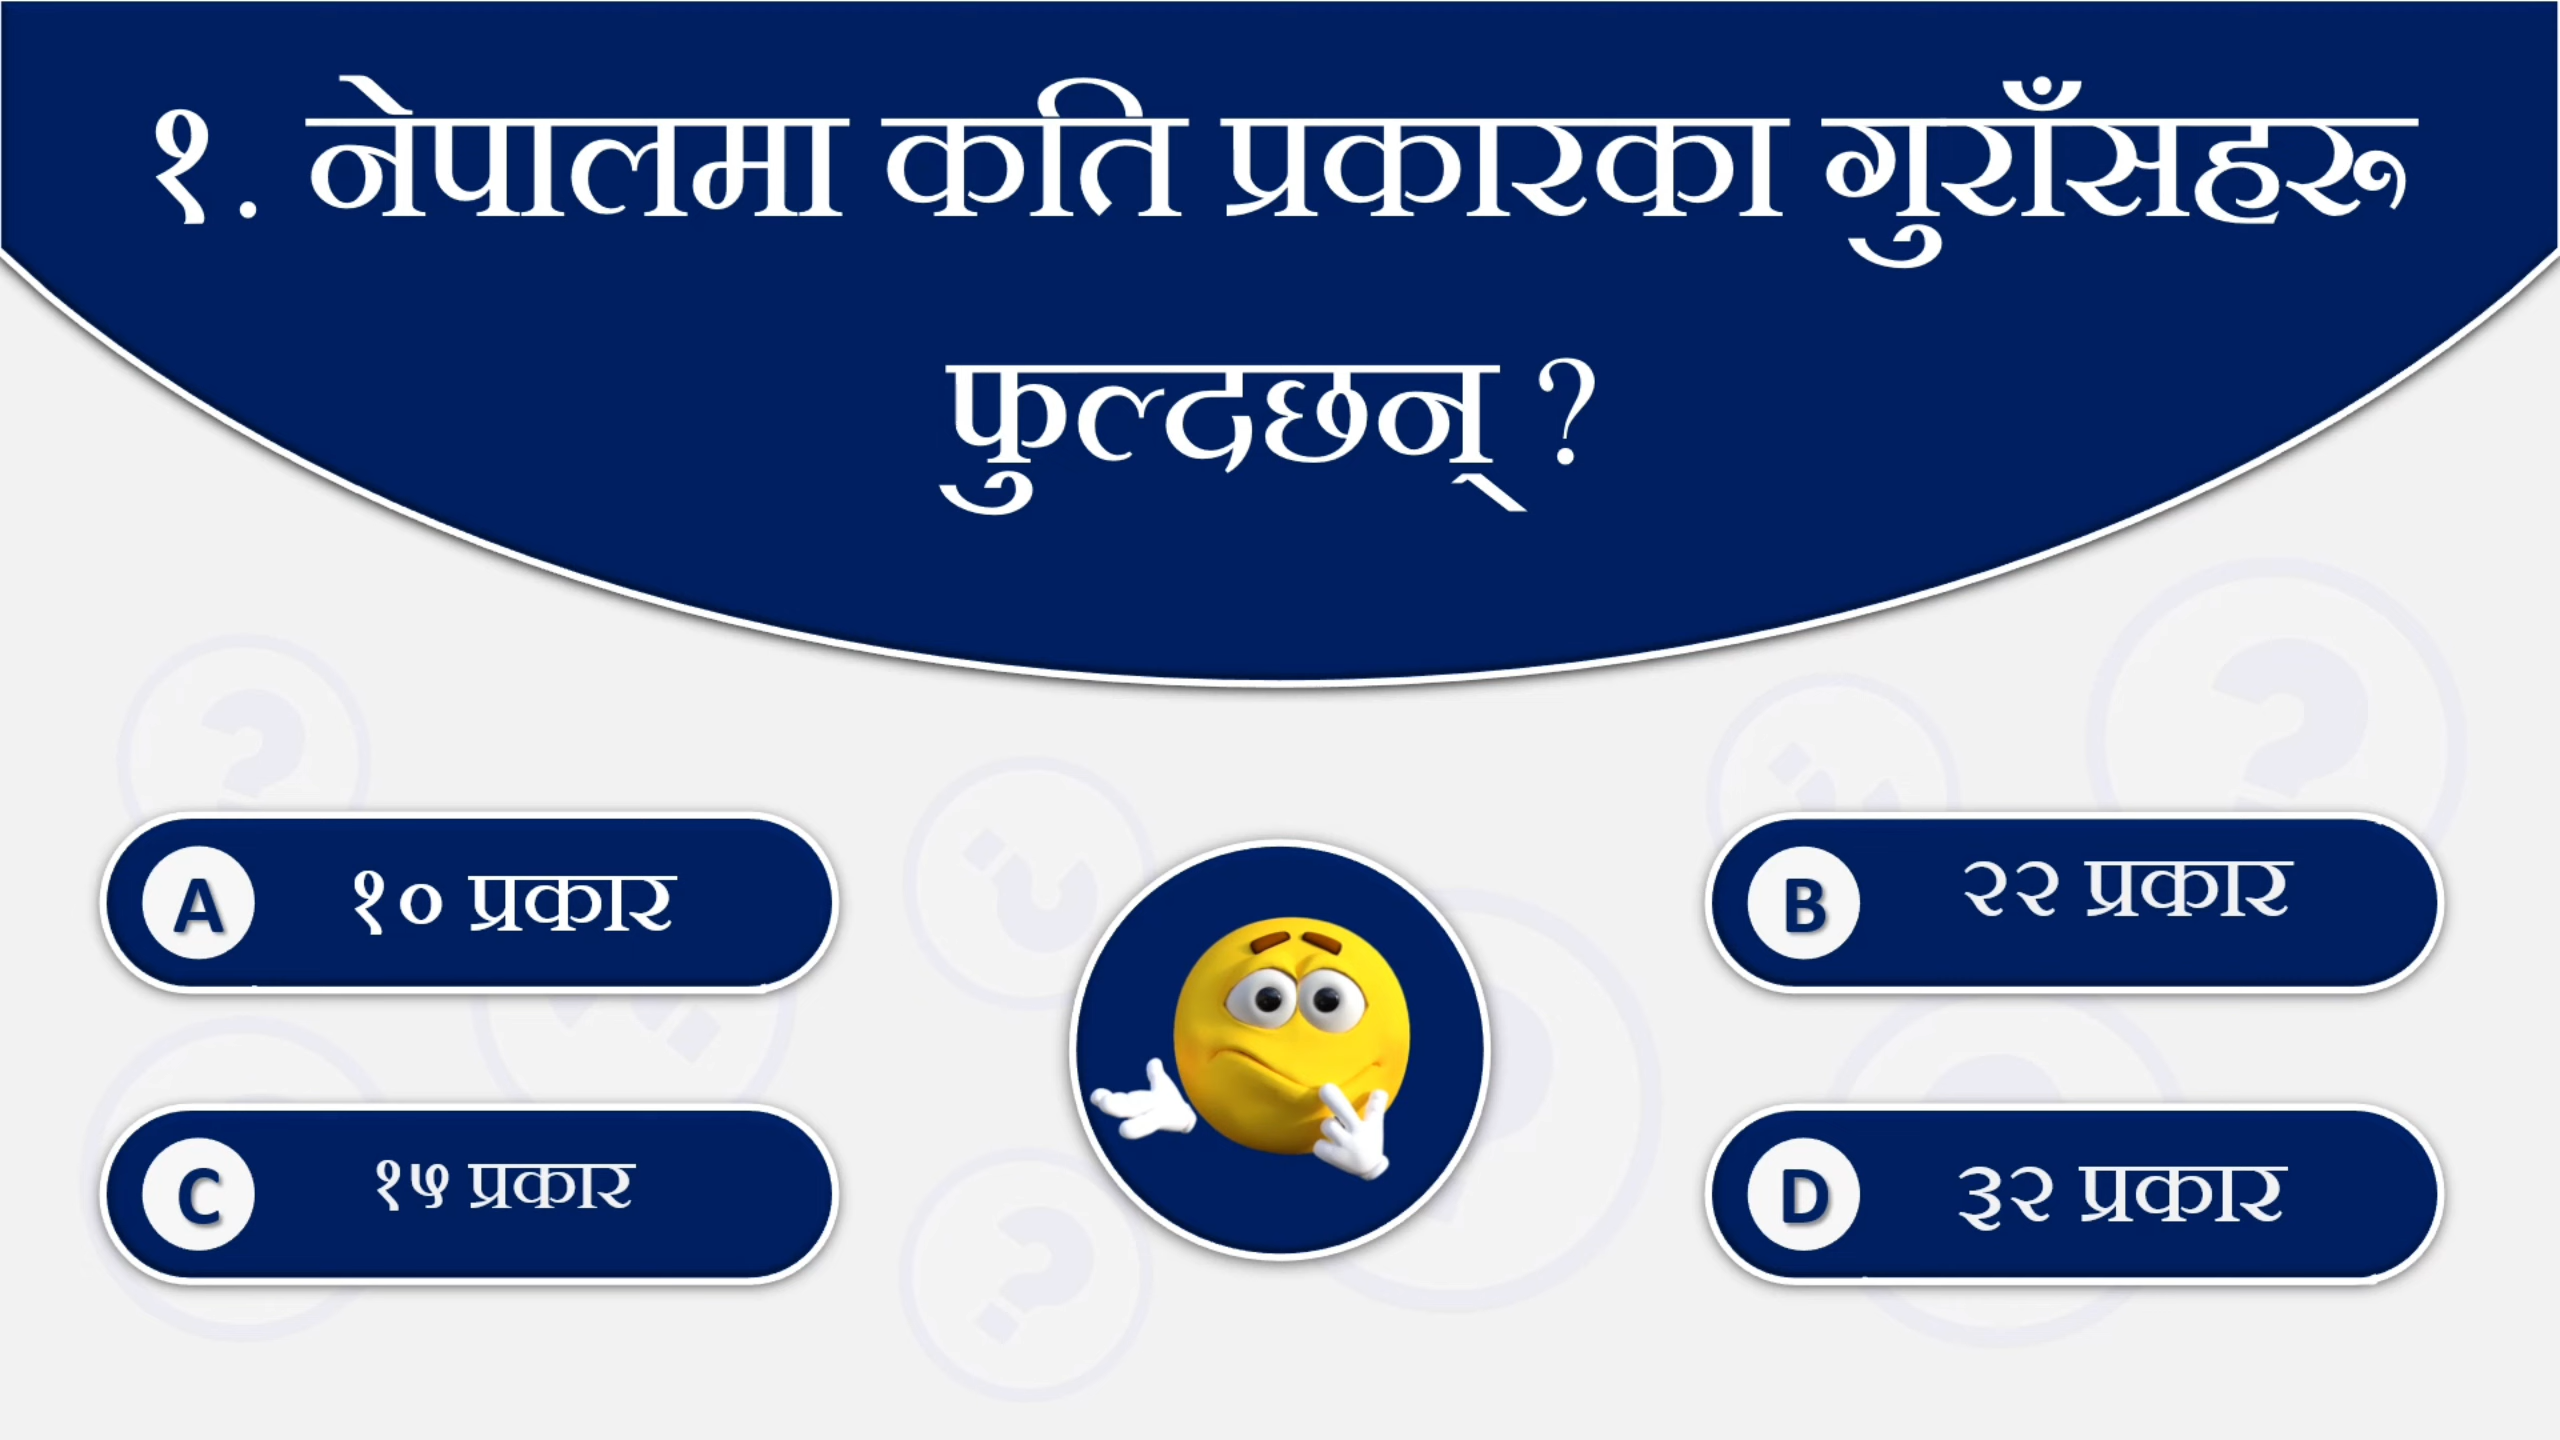 १. नेपालमा कति प्रकारका गुराँसहरु
फुल्दछन् ?
A १० प्रकार
B २२ प्रकार
C १५ प्रकार
D ३२ प्रकार